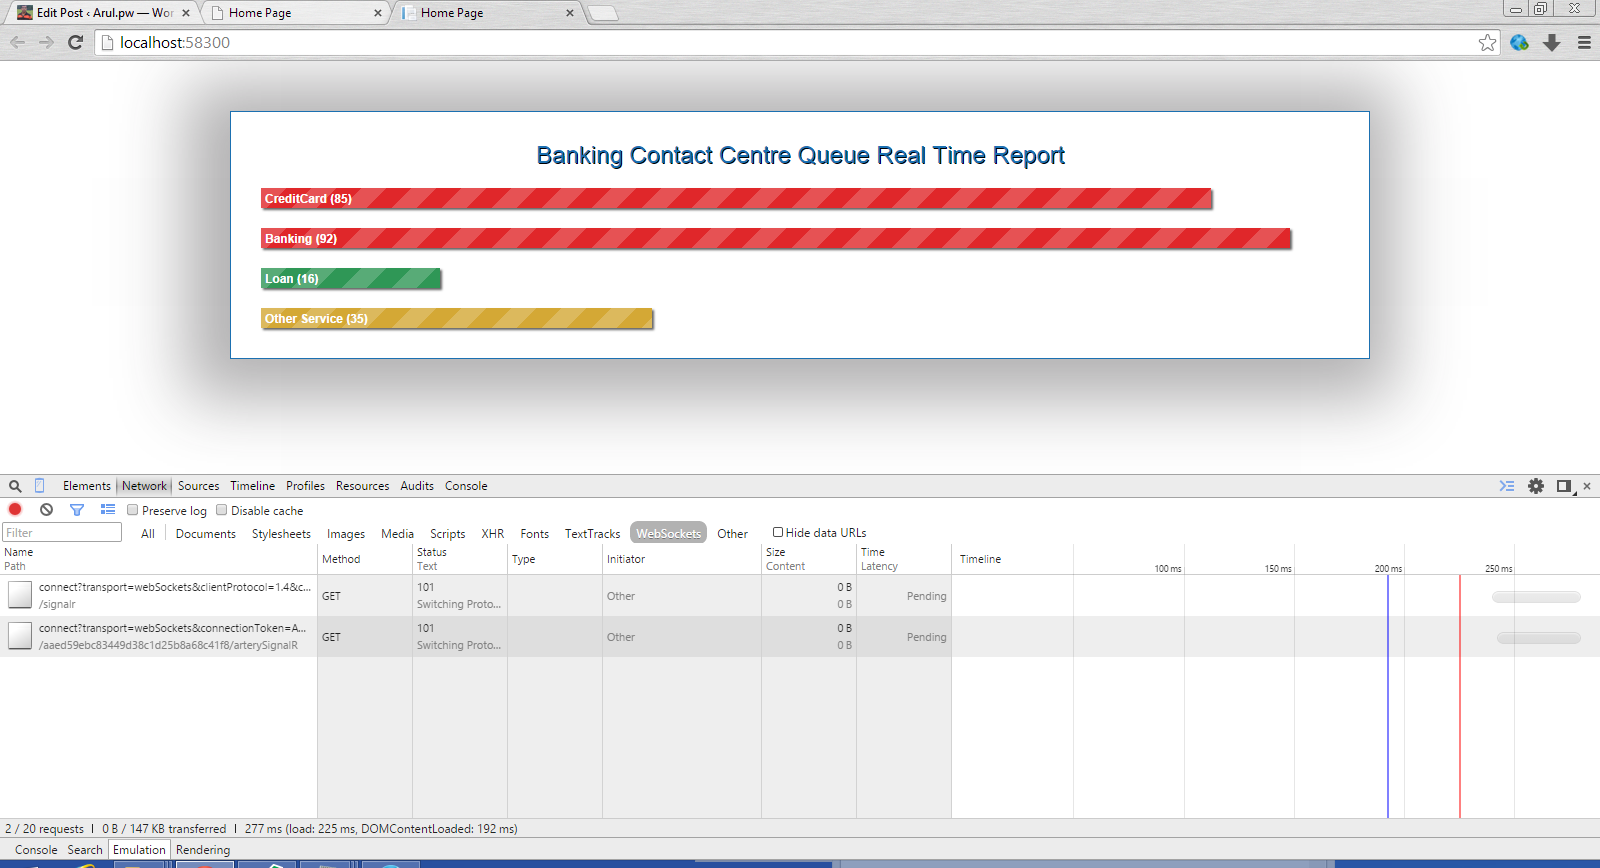 Edit Post ‹ Arul.pw — Wor
Home Page
Home Page
localhost:58300
Banking Contact Centre Queue Real Time Report
CreditCard (85)
Banking (92)
Loan (16)
Other Service (35)
Elements Network Sources Timeline Profiles Resources Audits Console
Preserve log Disable cache
Filter All Documents Stylesheets Images Media Scripts XHR Fonts TextTracks WebSockets Other Hide data URLs
Name Method Status Type Initiator Size Time Timeline
Path Text Content Latency 100 ms 150 ms 200 ms 250 ms
connect?transport=webSockets&clientProtocol=1.4&c... GET 101 Other 0 B Pending
/signalr Switching Proto... 0 B
connect?transport=webSockets&connectionToken=A... GET 101 Other 0 B Pending
/aaed59ebc83449d38c1d25b8a68c41f8/arterySignalR Switching Proto... 0 B
2 / 20 requests | 0 B / 147 KB transferred | 277 ms (load: 225 ms, DOMContentLoaded: 192 ms)
Console Search Emulation Rendering